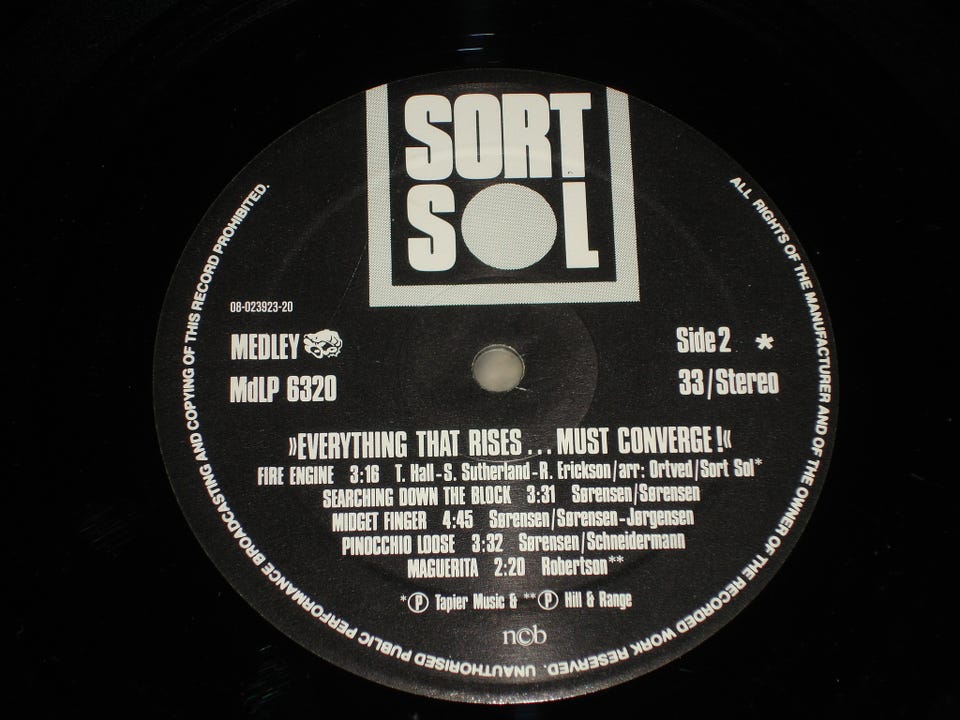 SORT
SOL
08-023923-20
MEDLEY
MdLP 6320
Side 2 *
33/Stereo
»EVERYTHING THAT RISES... MUST CONVERGE!«
FIRE ENGINE 3:16 T. Hall-S. Sutherland-R. Erickson/arr: Ortved/Sort Sol*
SEARCHING DOWN THE BLOCK 3:31 Sørensen/Sørensen
MIDGET FINGER 4:45 Sørensen/Sørensen-Jørgensen
PINOCCHIO LOOSE 3:32 Sørensen/Schneidermann
MAGUERITA 2:20 Robertson**
*Ⓟ Tapier Music & **Ⓟ Hill & Range
n©b
ALL RIGHTS OF THE MANUFACTURER AND OF THE OWNER OF THE RECORDED WORK RESERVED. UNAUTHORISED PUBLIC PERFORMANCE BROADCASTING AND COPYING OF THIS RECORD PROHIBITED.